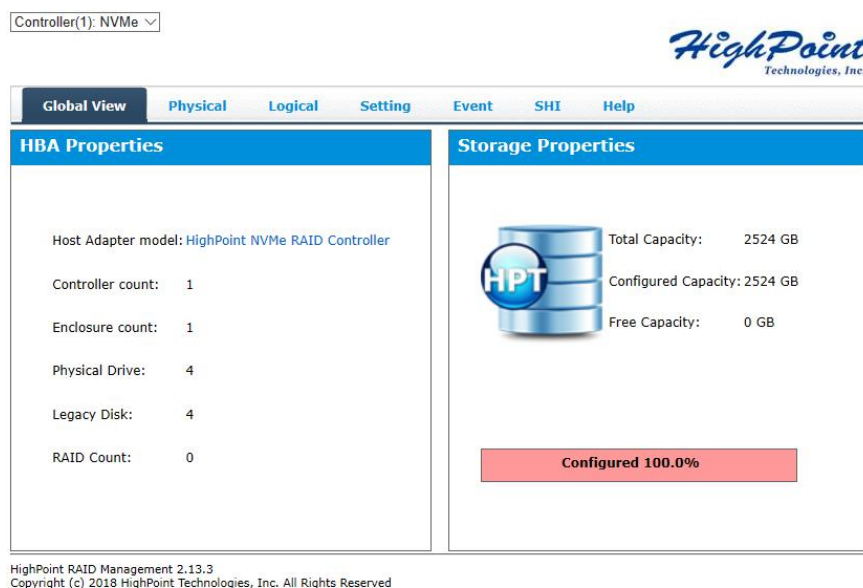 Controller(1): NVMe
HighPoint
Technologies, Inc
Global View Physical Logical Setting Event SHI Help
HBA Properties
Host Adapter model: HighPoint NVMe RAID Controller
Controller count: 1
Enclosure count: 1
Physical Drive: 4
Legacy Disk: 4
RAID Count: 0
Storage Properties
HPT
Total Capacity: 2524 GB
Configured Capacity: 2524 GB
Free Capacity: 0 GB
Configured 100.0%
HighPoint RAID Management 2.13.3
Copyright (c) 2018 HighPoint Technologies, Inc. All Rights Reserved